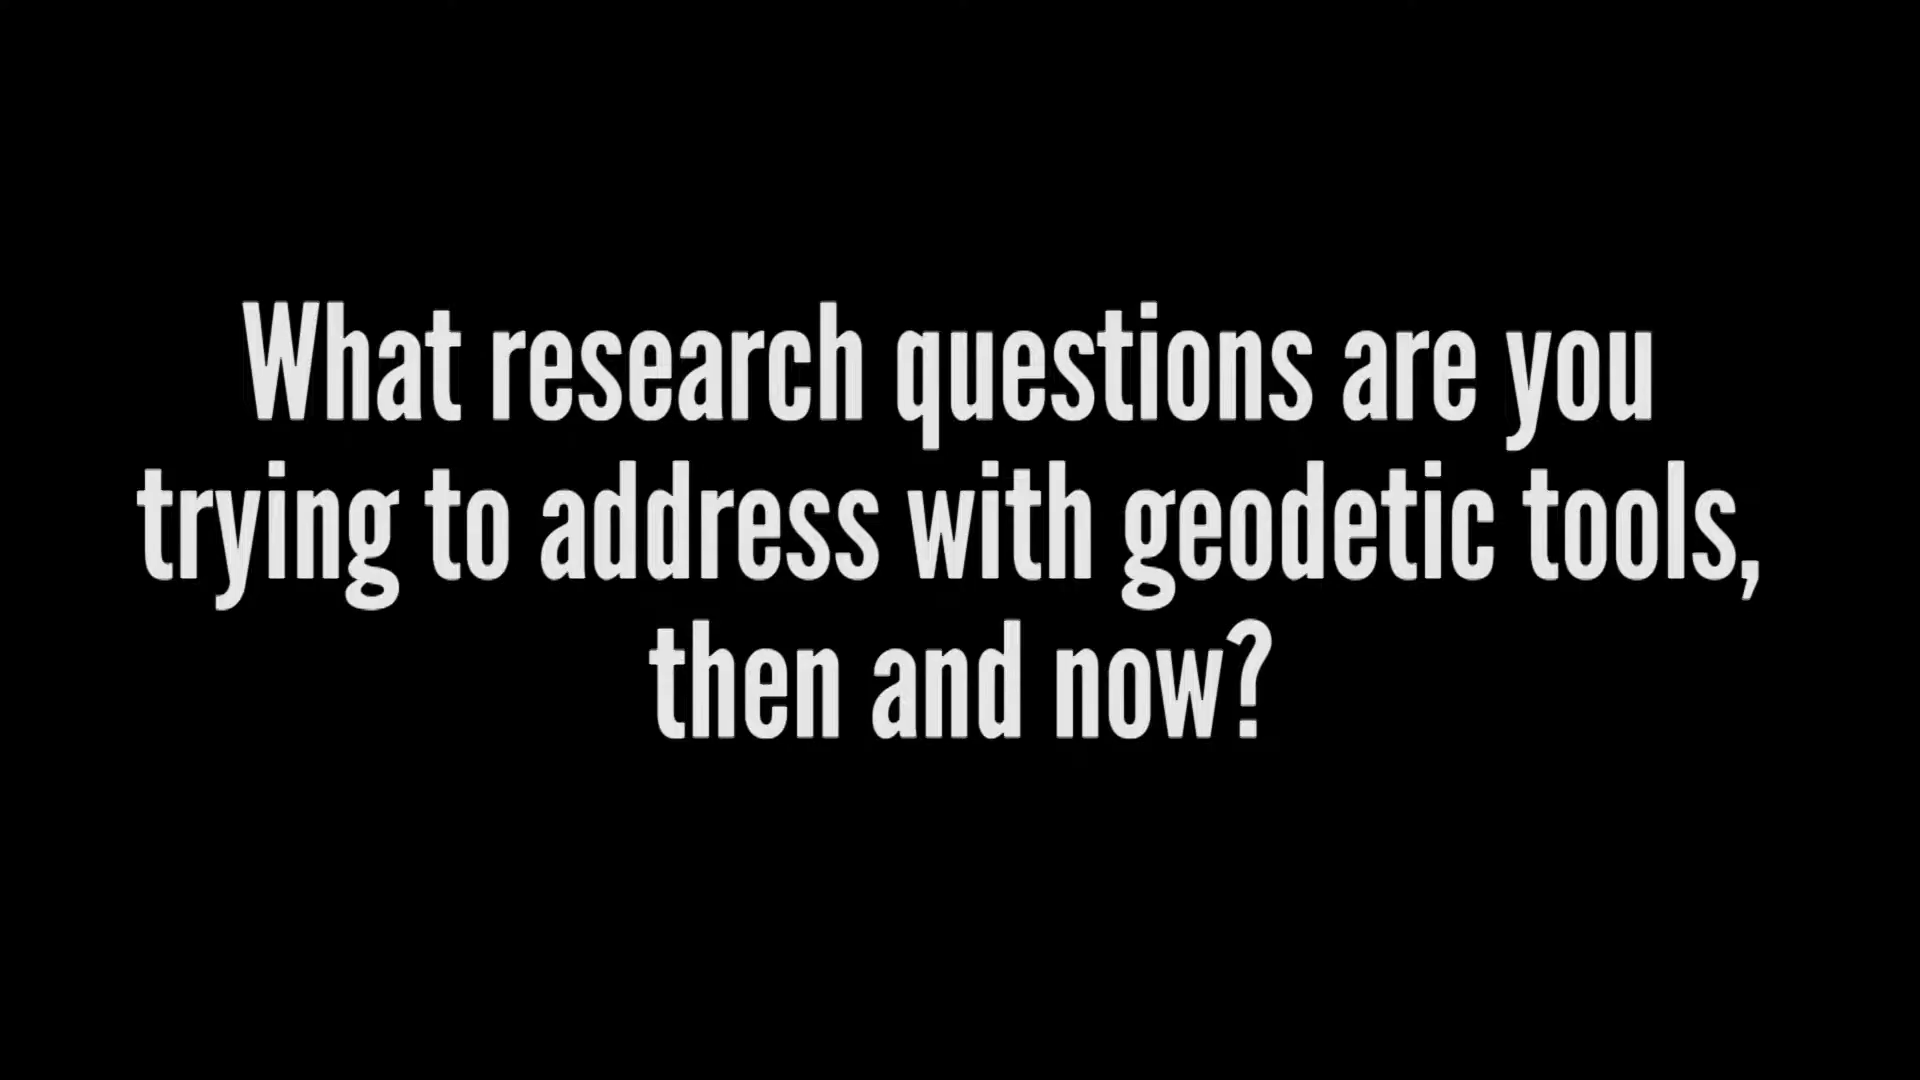 What research questions are you
trying to address with geodetic tools,
then and now?